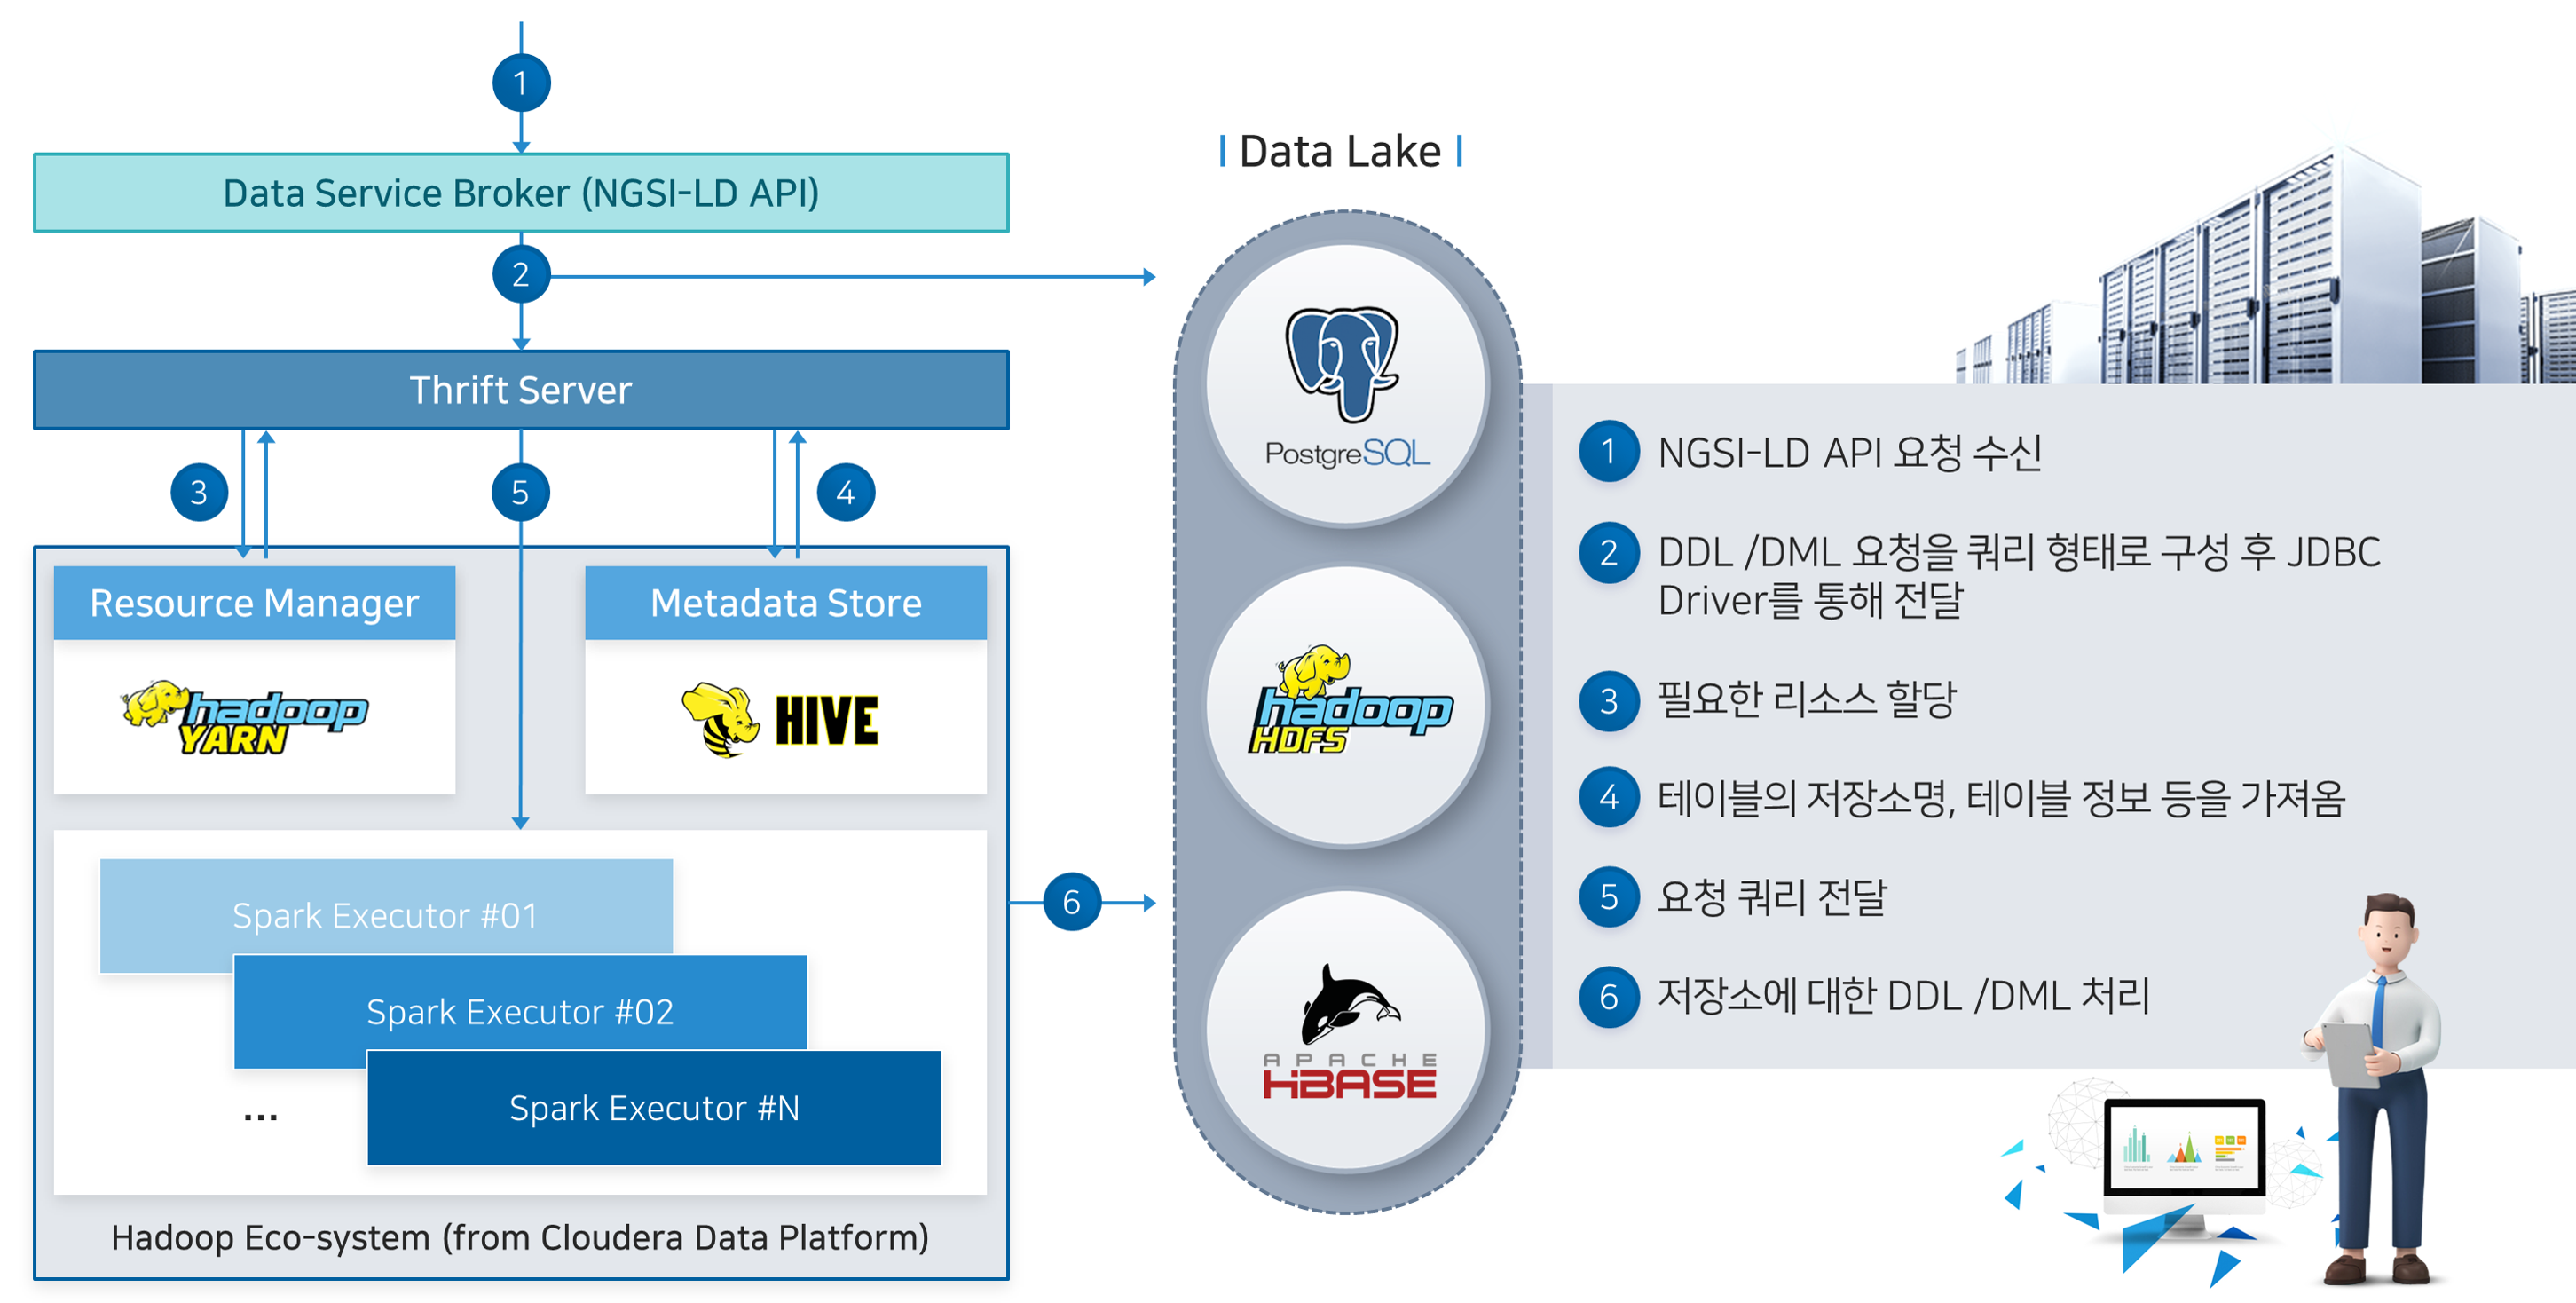 1
Data Service Broker (NGSI-LD API)
2
Thrift Server
3
5
4
Resource Manager
Metadata Store
hadoop
YARN
HIVE
Spark Executor #01
Spark Executor #02
Spark Executor #N
...
Hadoop Eco-system (from Cloudera Data Platform)
6
Data Lake
PostgreSQL
hadoop
HDFS
APACHE
HBASE
1 NGSI-LD API 요청 수신
2 DDL /DML 요청을 쿼리 형태로 구성 후 JDBC
Driver를 통해 전달
3 필요한 리소스 할당
4 테이블의 저장소명, 테이블 정보 등을 가져옴
5 요청 쿼리 전달
6 저장소에 대한 DDL /DML 처리